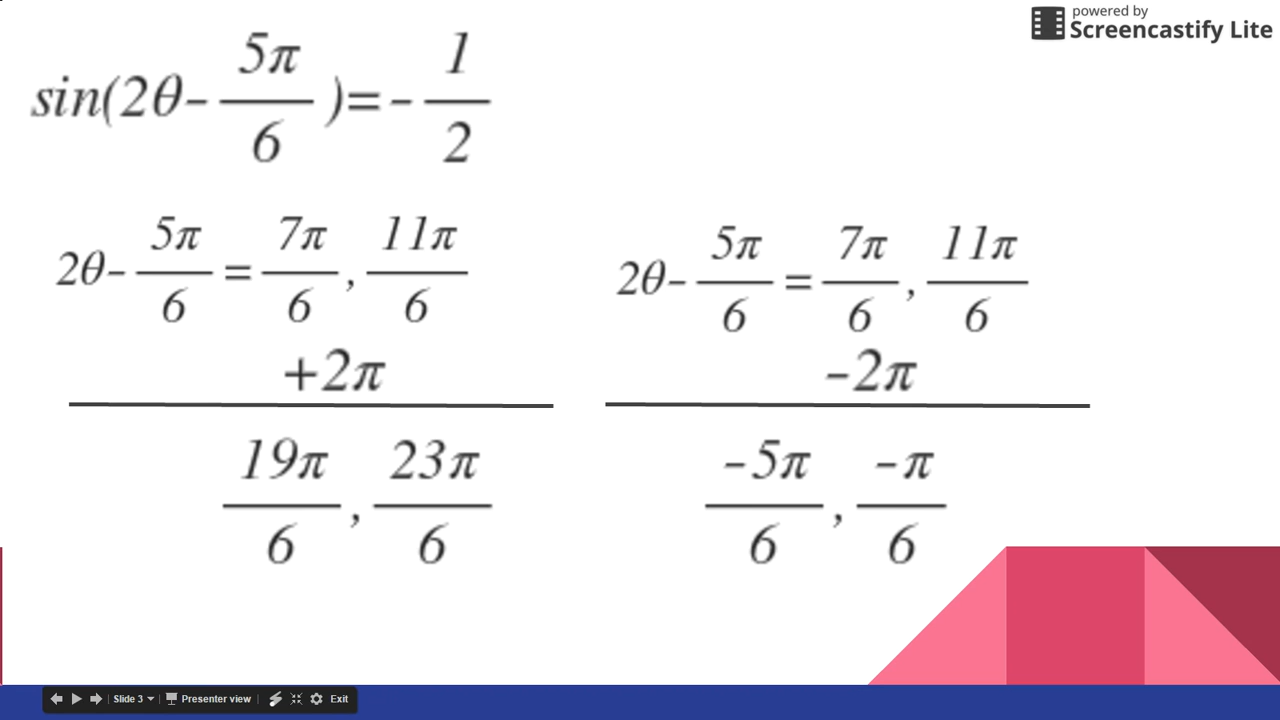 powered by
Screencastify Lite
sin(2θ-5π/6)=-1/2
2θ-5π/6=7π/6,11π/6
+2π
19π/6,23π/6
2θ-5π/6=7π/6,11π/6
-2π
-5π/6,-π/6
Slide 3 Presenter view Exit